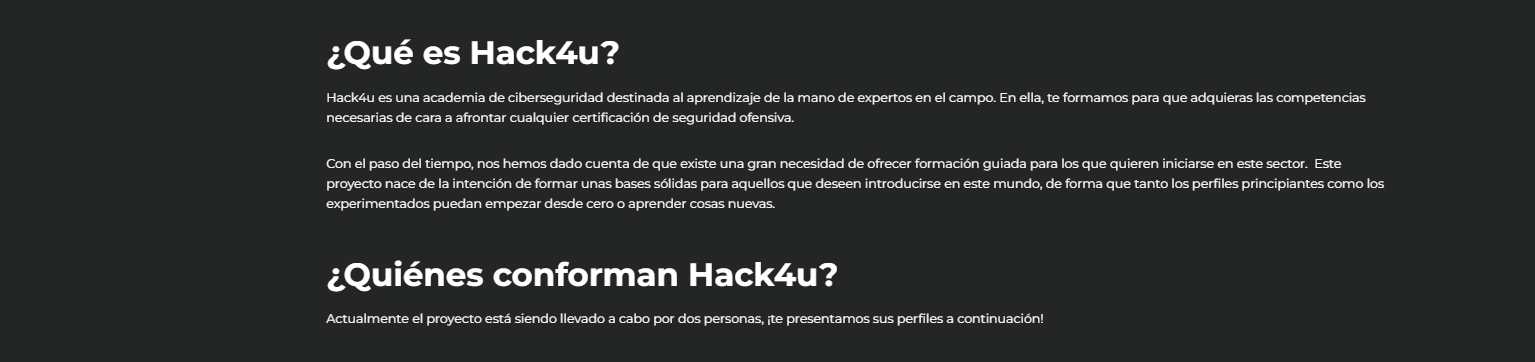 ¿Qué es Hack4u?
Hack4u es una academia de ciberseguridad destinada al aprendizaje de la mano de expertos en el campo. En ella, te formamos para que adquieras las competencias
necesarias de cara a afrontar cualquier certificación de seguridad ofensiva.
Con el paso del tiempo, nos hemos dado cuenta de que existe una gran necesidad de ofrecer formación guiada para los que quieren iniciarse en este sector.  Este
proyecto nace de la intención de formar unas bases sólidas para aquellos que deseen introducirse en este mundo, de forma que tanto los perfiles principiantes como los
experimentados puedan empezar desde cero o aprender cosas nuevas.
¿Quiénes conforman Hack4u?
Actualmente el proyecto está siendo llevado a cabo por dos personas, ¡te presentamos sus perfiles a continuación!